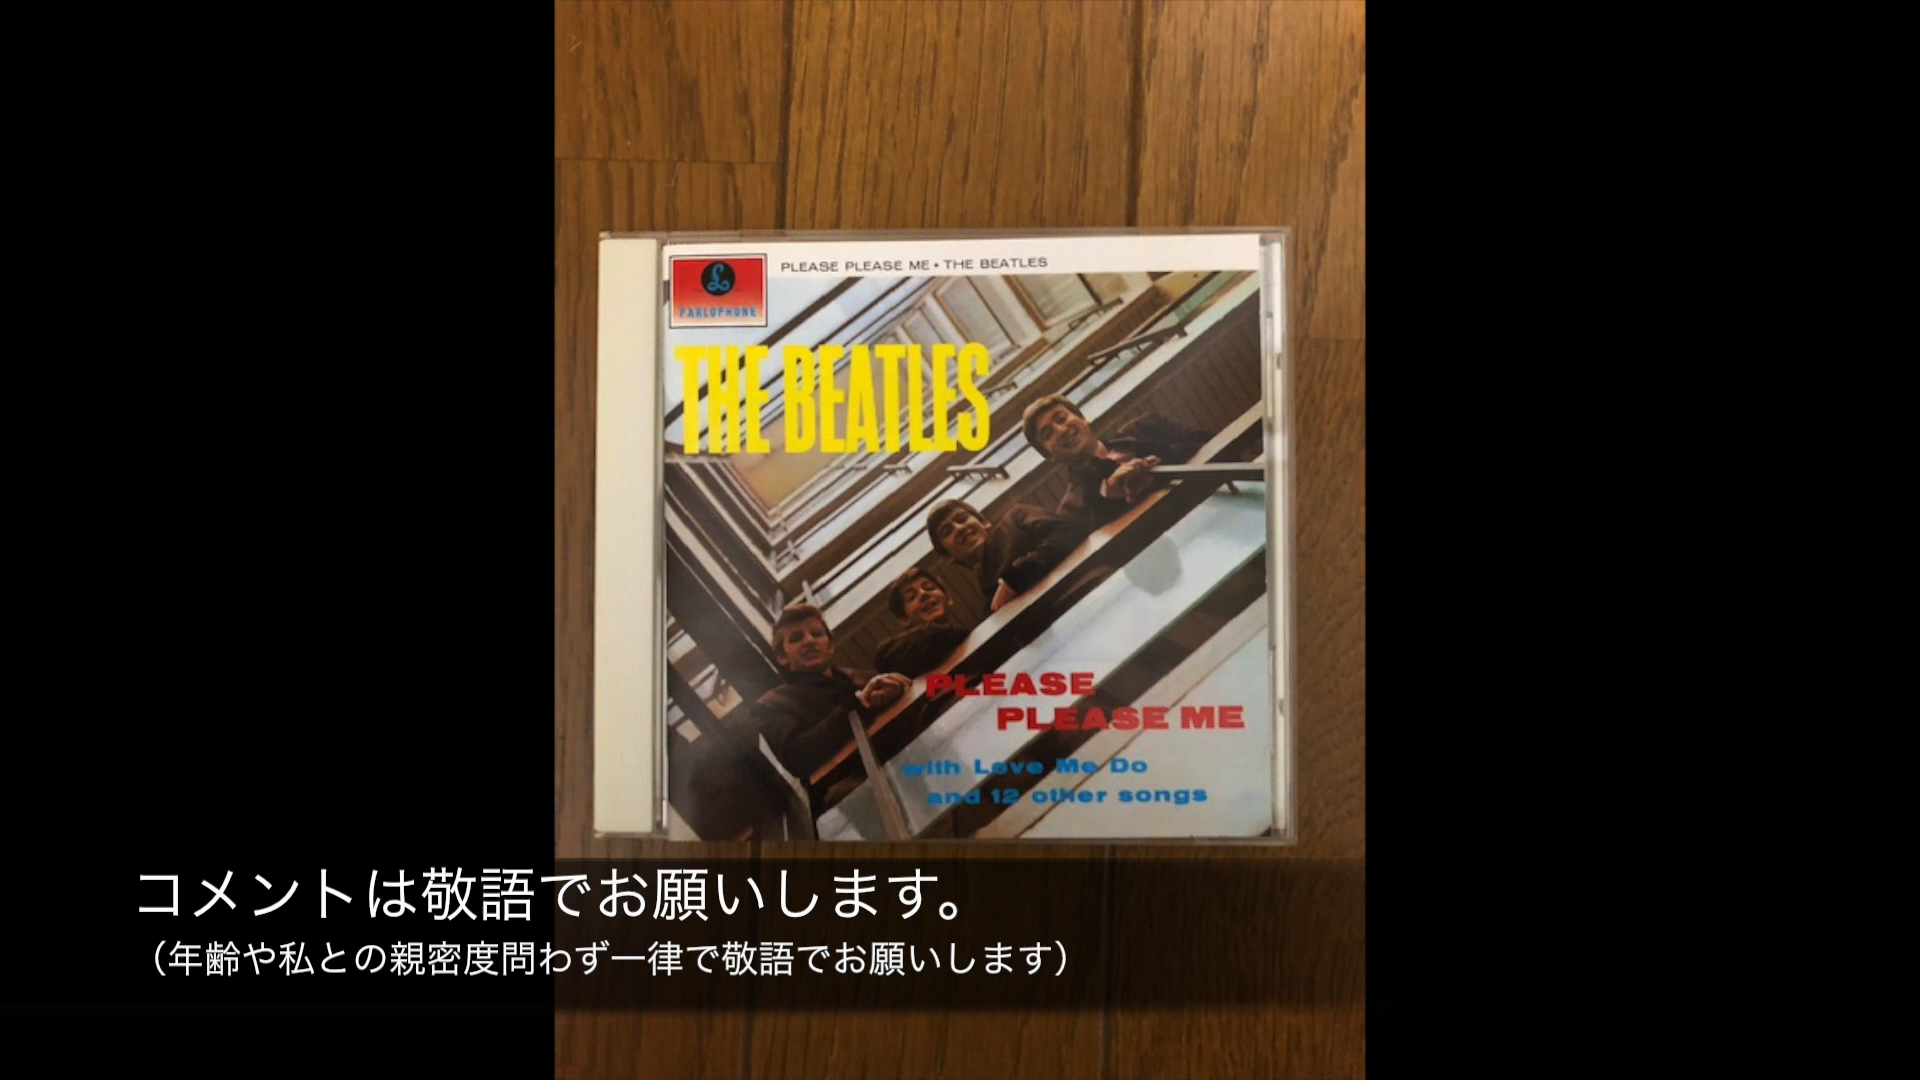 PLEASE PLEASE ME • THE BEATLES
£
PARLOPHONE
THE BEATLES
PLEASE
PLEASE ME
with Love Me Do
and 12 other songs
コメントは敬語でお願いします。
（年齢や私との親密度問わず一律で敬語でお願いします）